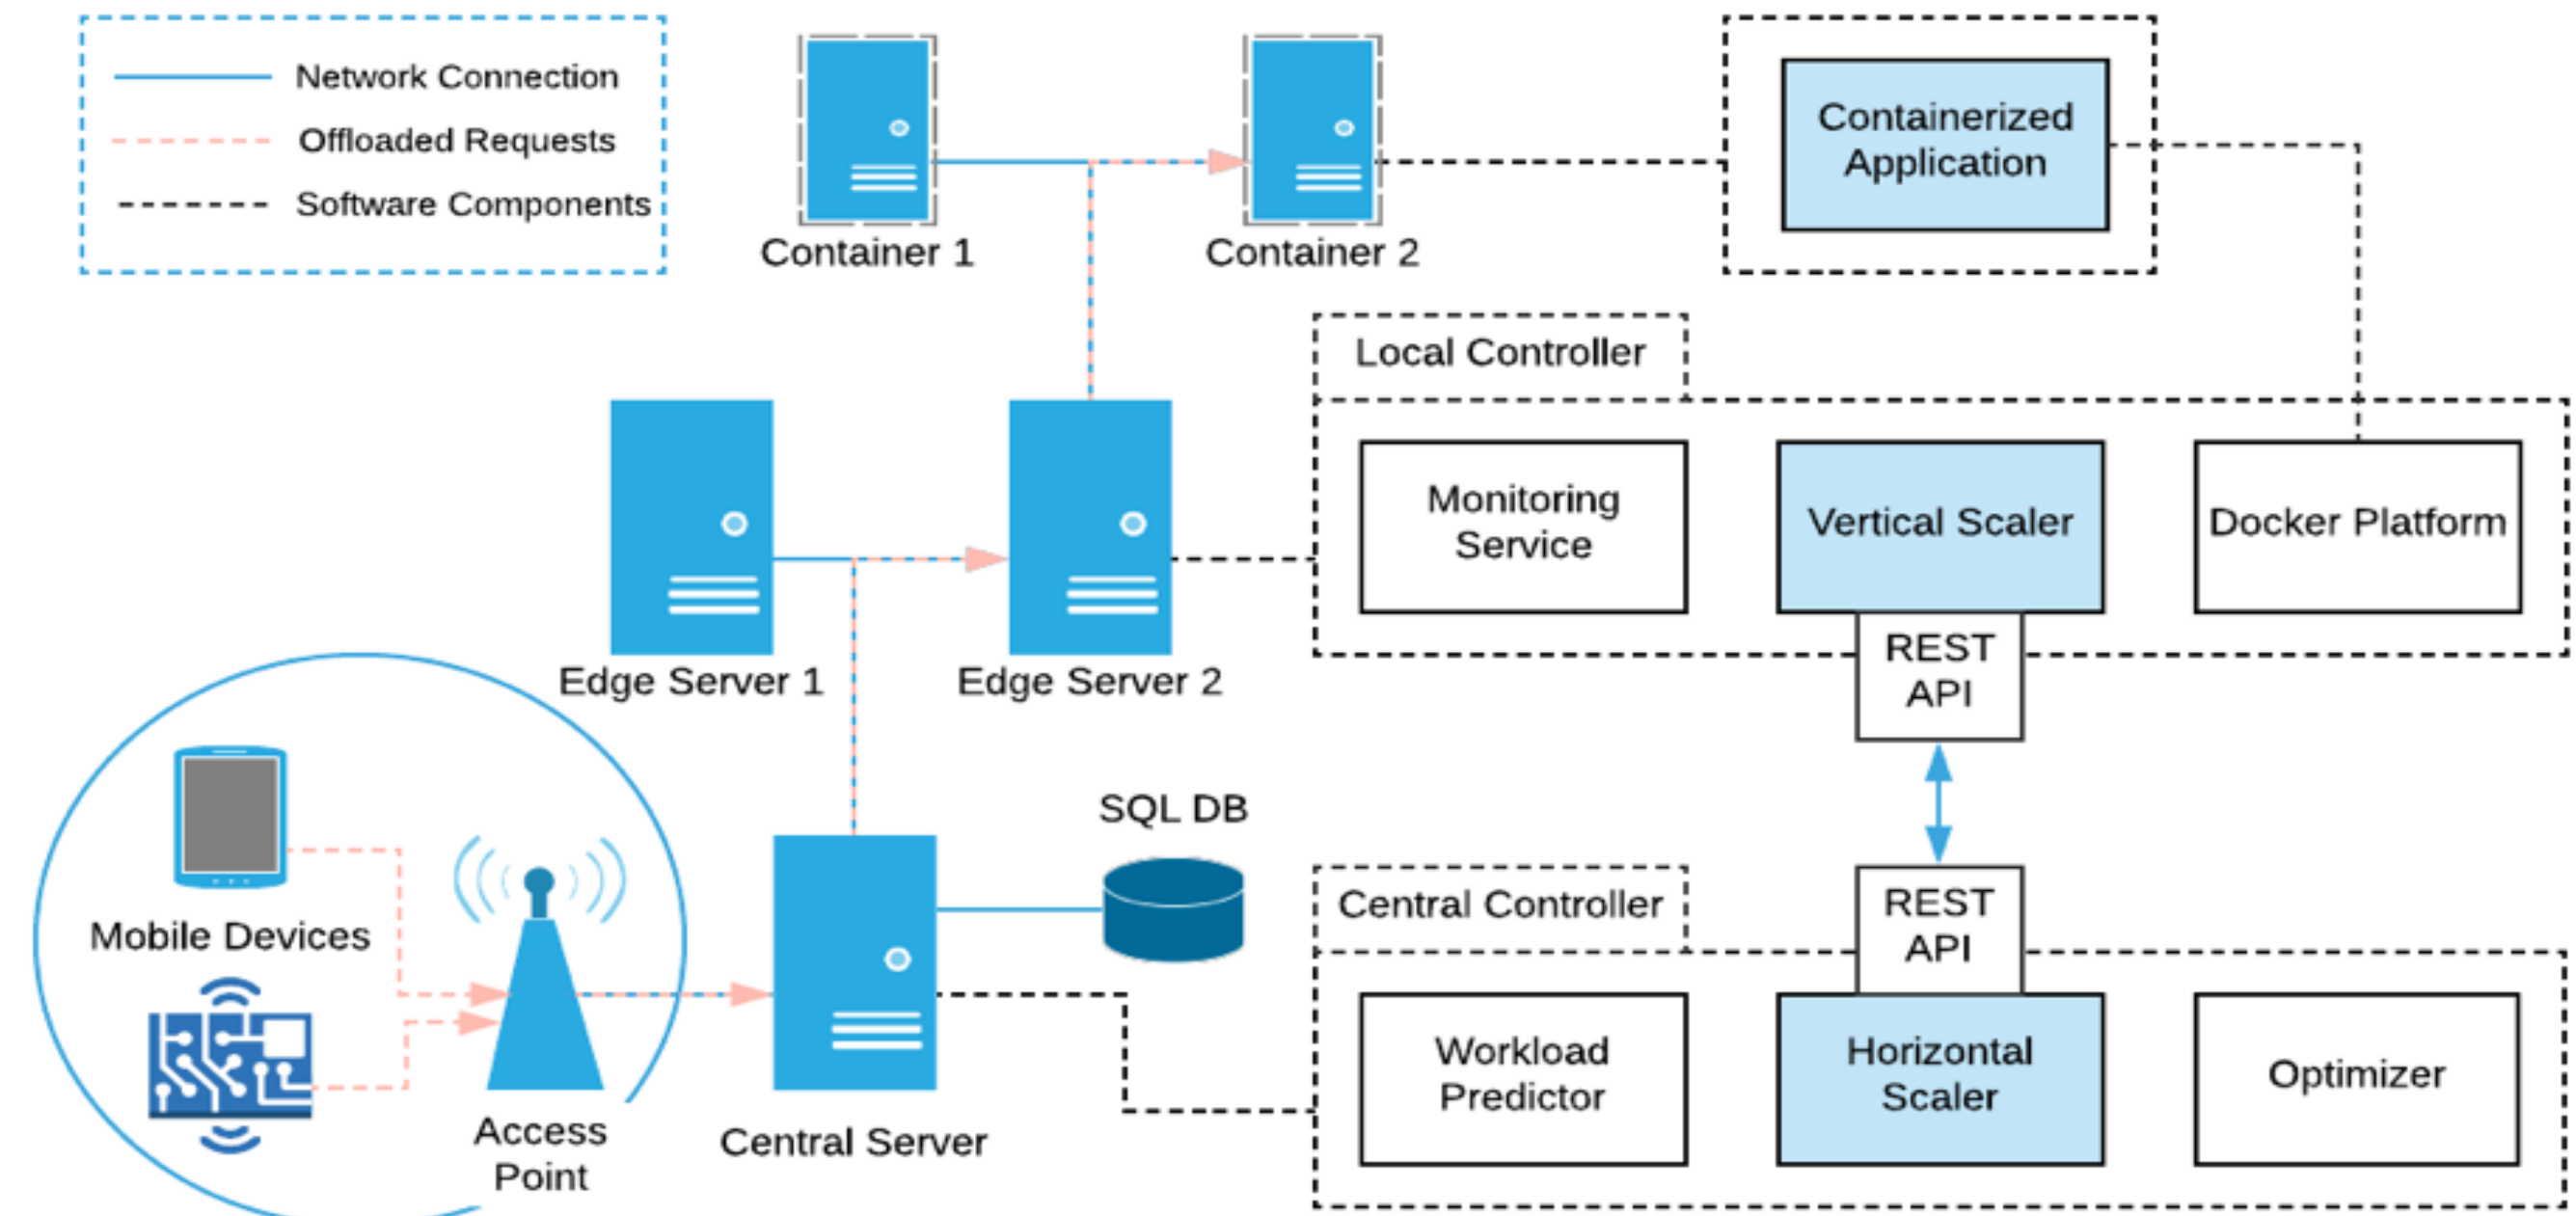 Network Connection
Offloaded Requests
Software Components
Container 1
Container 2
Containerized
Application
Local Controller
Monitoring
Service
Vertical Scaler
Docker Platform
REST
API
Edge Server 1
Edge Server 2
Mobile Devices
Access
Point
Central Server
SQL DB
Central Controller
REST
API
Workload
Predictor
Horizontal
Scaler
Optimizer